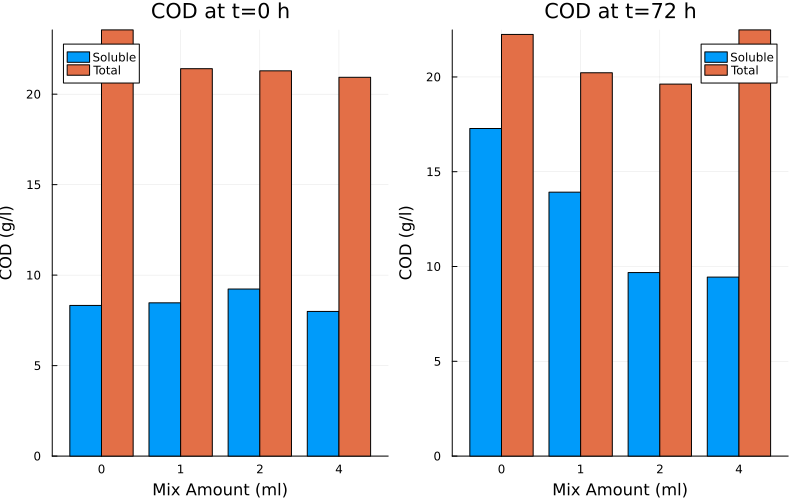 COD at t=0 h
COD (g/l)
20
15
10
5
0
Soluble
Total
0 1 2 4
Mix Amount (ml)
COD at t=72 h
COD (g/l)
20
15
10
5
0
Soluble
Total
0 1 2 4
Mix Amount (ml)